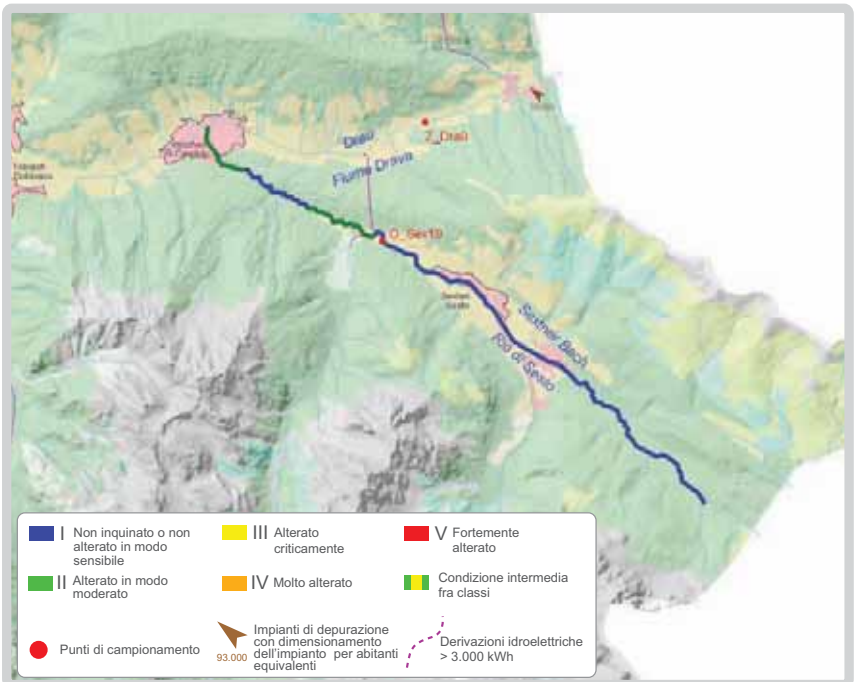 Drau
Z_Drau
Fiume Drava
Sextner Bach
Rio di Sesto
I Non inquinato o non
alterato in modo
sensibile
II Alterato in modo
moderato
III Alterato
criticamente
IV Molto alterato
V Fortemente
alterato
Condizione intermedia
fra classi
Punti di campionamento
93.000
Impianti di depurazione
con dimensionamento
dell'impianto per abitanti
equivalenti
Derivazioni idroelettriche
> 3.000 kWh